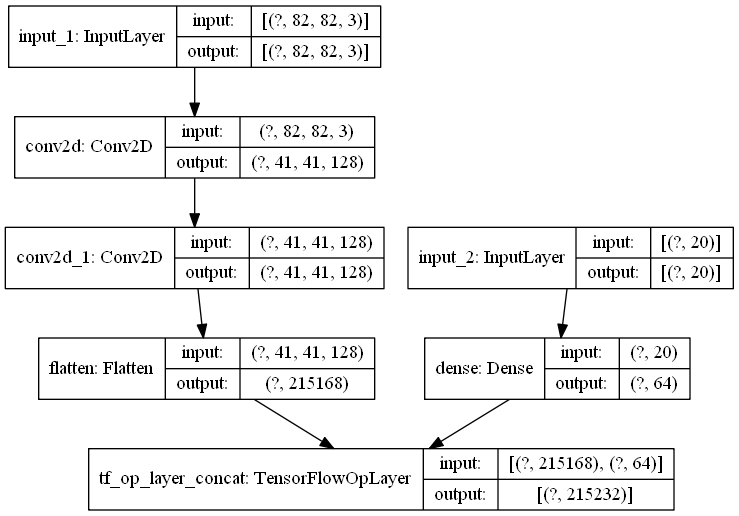 input_1: InputLayer
input: [(?, 82, 82, 3)]
output: [(?, 82, 82, 3)]
conv2d: Conv2D
input: (?, 82, 82, 3)
output: (?, 41, 41, 128)
conv2d_1: Conv2D
input: (?, 41, 41, 128)
output: (?, 41, 41, 128)
input_2: InputLayer
input: [(?, 20)]
output: [(?, 20)]
flatten: Flatten
input: (?, 41, 41, 128)
output: (?, 215168)
dense: Dense
input: (?, 20)
output: (?, 64)
tf_op_layer_concat: TensorFlowOpLayer
input: [(?, 215168), (?, 64)]
output: [(?, 215232)]